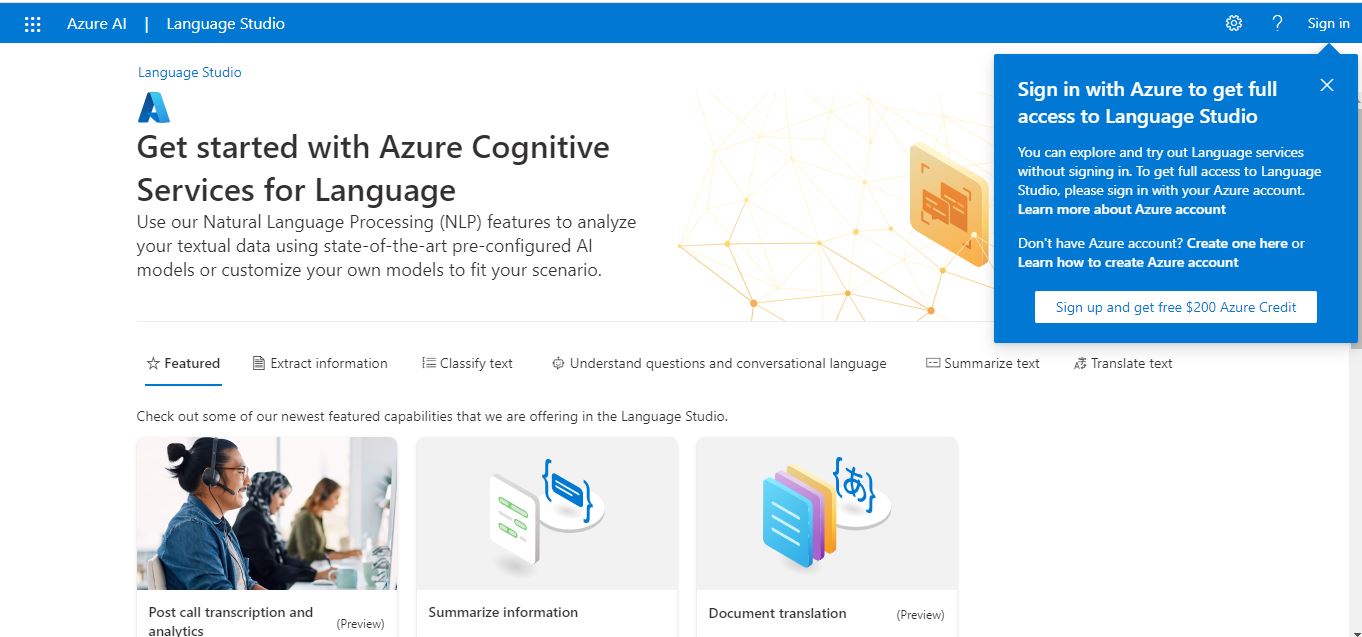 Azure AI | Language Studio
? Sign in
Language Studio
Get started with Azure Cognitive
Services for Language
Use our Natural Language Processing (NLP) features to analyze
your textual data using state-of-the-art pre-configured AI
models or customize your own models to fit your scenario.
Sign in with Azure to get full
access to Language Studio
You can explore and try out Language services
without signing in. To get full access to Language
Studio, please sign in with your Azure account.
Learn more about Azure account
Don't have Azure account? Create one here or
Learn how to create Azure account
Sign up and get free $200 Azure Credit
Featured Extract information Classify text Understand questions and conversational language Summarize text Translate text
Check out some of our newest featured capabilities that we are offering in the Language Studio.
{あ}
Post call transcription and
analytics (Preview)
Summarize information
Document translation (Preview)